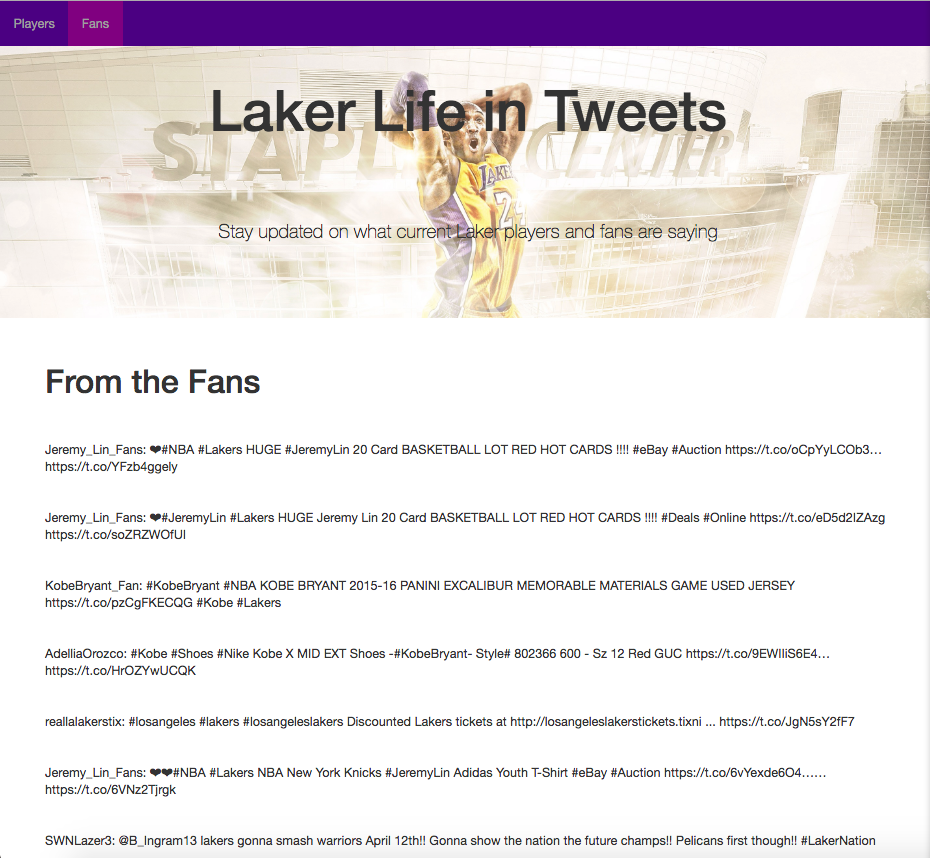 Players Fans
Laker Life in Tweets
STAPLES CENTER
LAKE
24
Stay updated on what current Laker players and fans are saying
From the Fans
Jeremy_Lin_Fans: ❤#NBA #Lakers HUGE #JeremyLin 20 Card BASKETBALL LOT RED HOT CARDS !!!! #eBay #Auction https://t.co/oCpYyLCOb3…
https://t.co/YFzb4ggely
Jeremy_Lin_Fans: ❤#JeremyLin #Lakers HUGE Jeremy Lin 20 Card BASKETBALL LOT RED HOT CARDS !!!! #Deals #Online https://t.co/eD5d2lZAzg
https://t.co/soZRZWOfUl
KobeBryant_Fan: #KobeBryant #NBA KOBE BRYANT 2015-16 PANINI EXCALIBUR MEMORABLE MATERIALS GAME USED JERSEY
https://t.co/pzCgFKECQG #Kobe #Lakers
AdelliaOrozco: #Kobe #Shoes #Nike Kobe X MID EXT Shoes -#KobeBryant- Style# 802366 600 - Sz 12 Red GUC https://t.co/9EWIliS6E4…
https://t.co/HrOZYwUCQK
reallalakerstix: #losangeles #lakers #losangeleslakers Discounted Lakers tickets at http://losangeleslakerstickets.tixni ... https://t.co/JgN5sY2fF7
Jeremy_Lin_Fans: ❤❤#NBA #Lakers NBA New York Knicks #JeremyLin Adidas Youth T-Shirt #eBay #Auction https://t.co/6vYexde6O4……
https://t.co/6VNz2Tjrgk
SWNLazer3: @B_Ingram13 lakers gonna smash warriors April 12th!! Gonna show the nation the future champs!! Pelicans first though!! #LakerNation